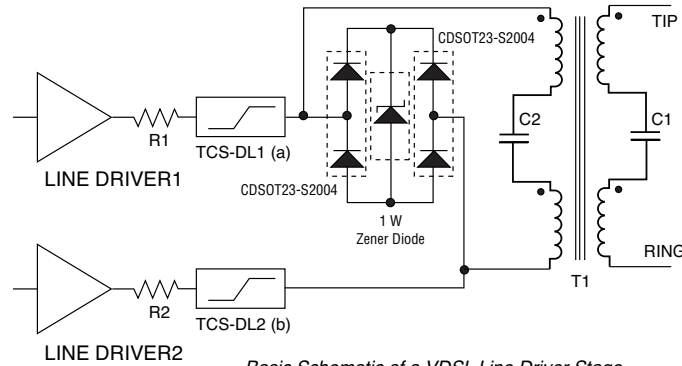 CDSOT23-S2004
TIP
C2
C1
R1
TCS-DL1 (a)
LINE DRIVER1
CDSOT23-S2004
1 W
Zener Diode
RING
T1
R2
TCS-DL2 (b)
LINE DRIVER2
Basic Schematic of a VDSL Line Driver Stage